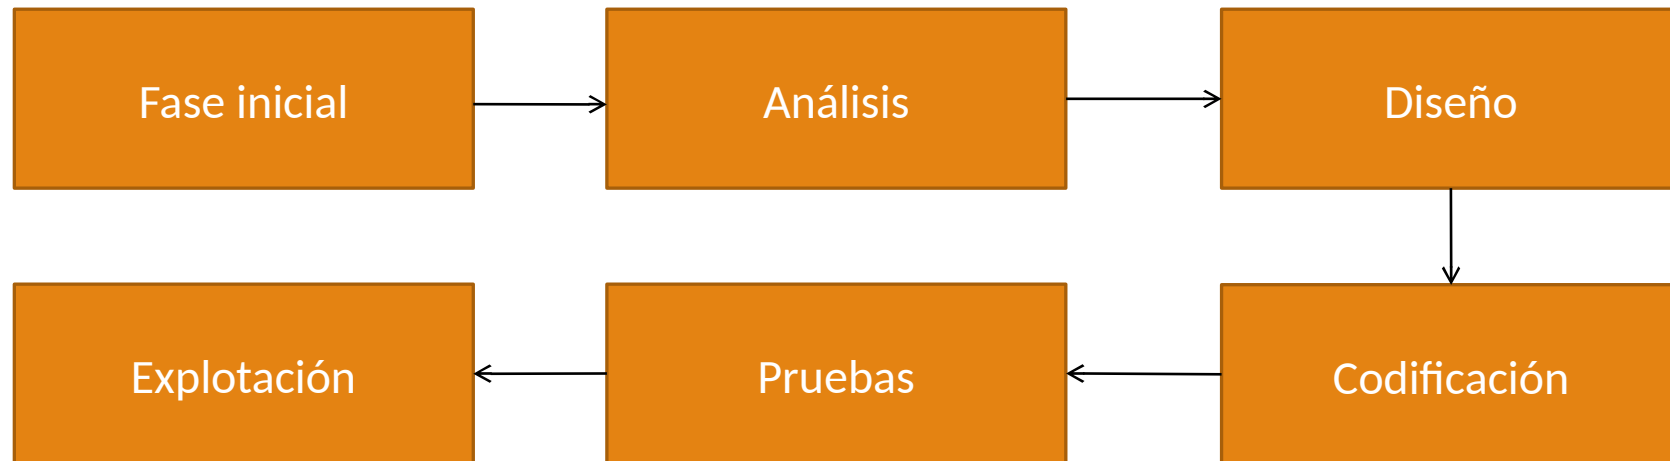 Fase inicial
Análisis
Diseño
Explotación
Pruebas
Codificación